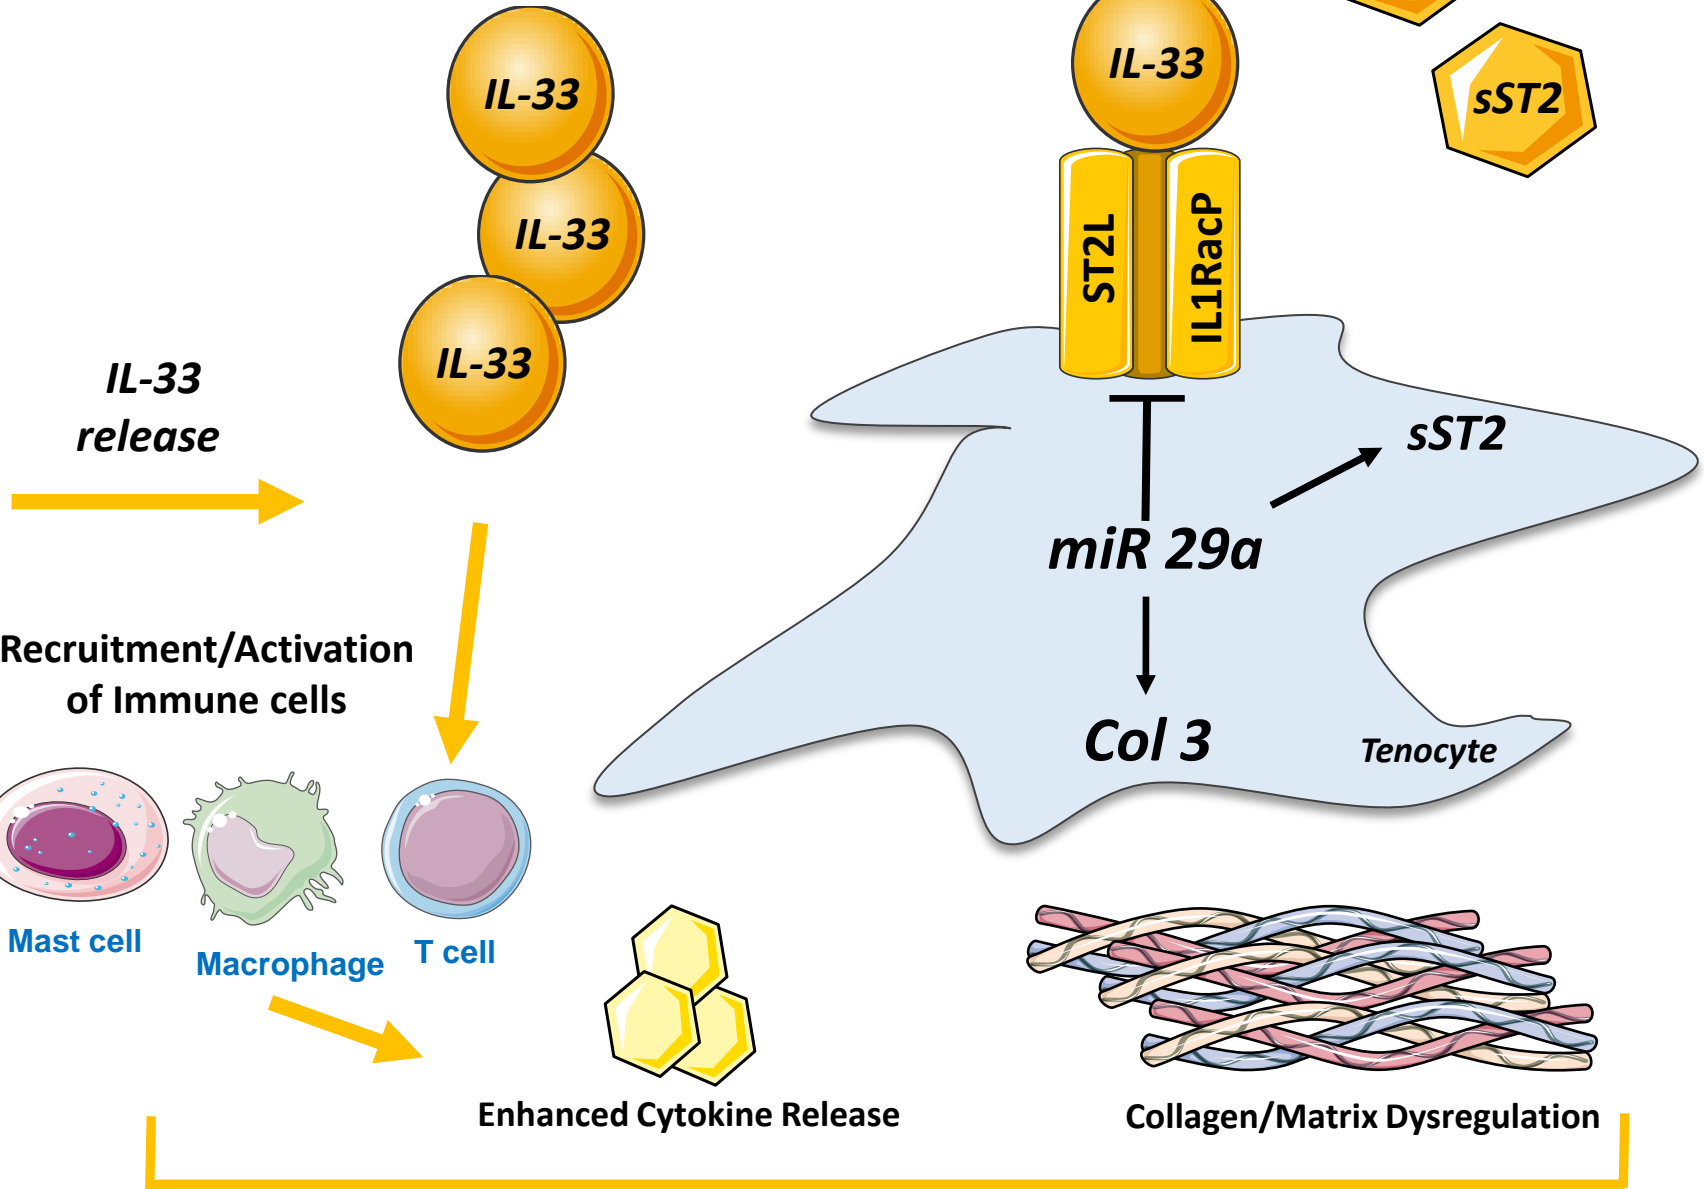 IL-33
IL-33
IL-33
IL-33
sST2
ST2L
IL1RacP
IL-33
release
sST2
miR 29a
Col 3
Tenocyte
Recruitment/Activation
of Immune cells
Mast cell
Macrophage
T cell
Enhanced Cytokine Release
Collagen/Matrix Dysregulation